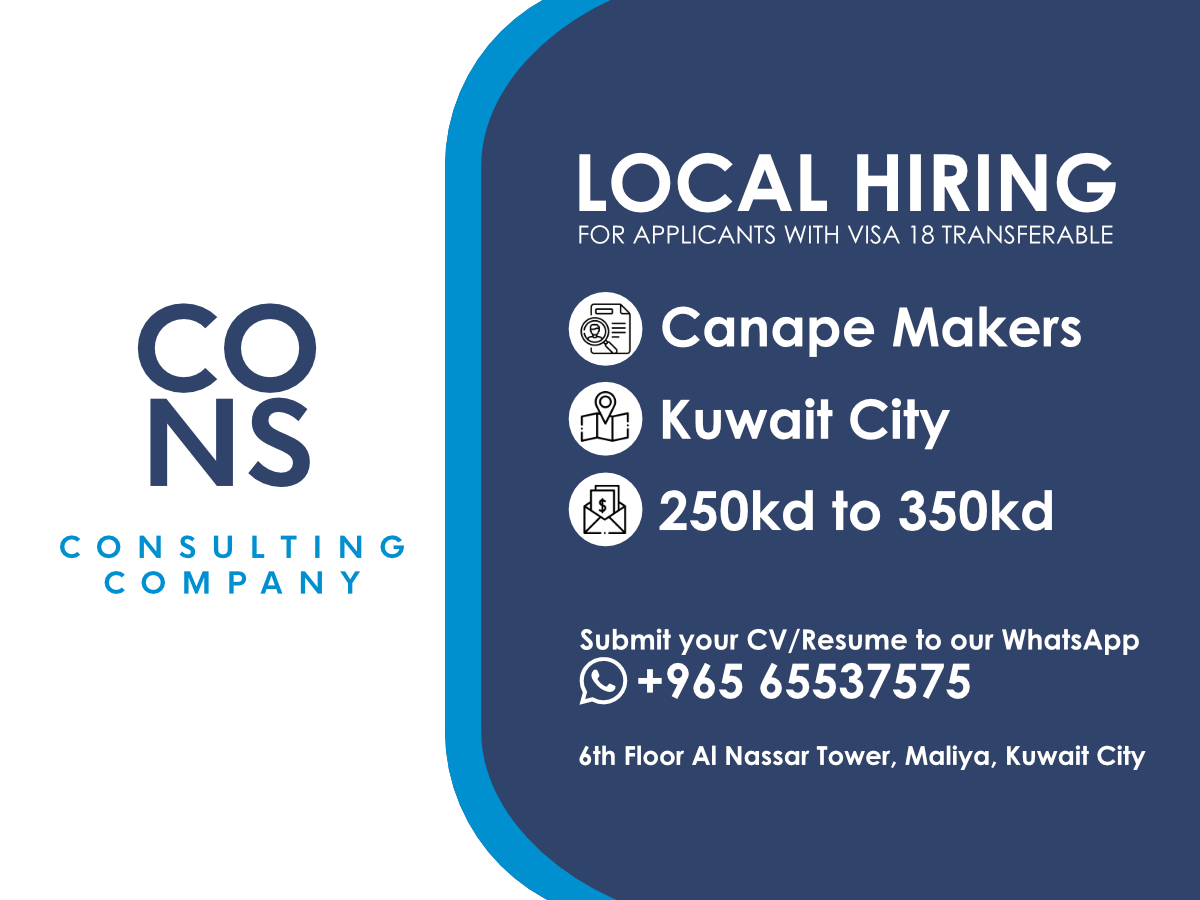 CO
NS
CONSULTING
COMPANY
LOCAL HIRING
FOR APPLICANTS WITH VISA 18 TRANSFERABLE
Canape Makers
Kuwait City
$
250kd to 350kd
Submit your CV/Resume to our WhatsApp
+965 65537575
6th Floor Al Nassar Tower, Maliya, Kuwait City